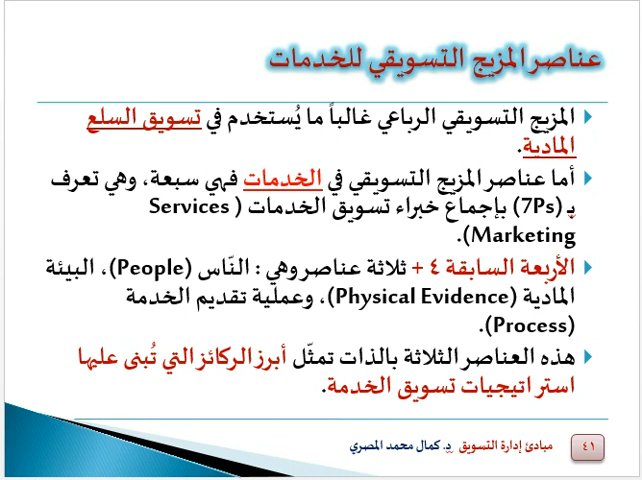 عناصر المزيج التسويقي للخدمات
المزيج التسويقي الرباعي غالباً ما يُستخدم في تسويق السلع
المادية.
أما عناصر المزيج التسويقي في الخدمات فهي سبعة، وهي تعرف
بـ (7Ps) بإجماع خبراء تسويق الخدمات (Services
Marketing).
الأربعة السابقة ٤ + ثلاثة عناصر وهي: النّاس (People)، البيئة
المادية (Physical Evidence)، وعملية تقديم الخدمة
(Process).
هذه العناصر الثلاثة بالذات تمثّل أبرز الركائز التي تُبنى عليها
استراتيجيات تسويق الخدمة.
٤١ مبادئ إدارة التسويق د. كمال محمد المصري